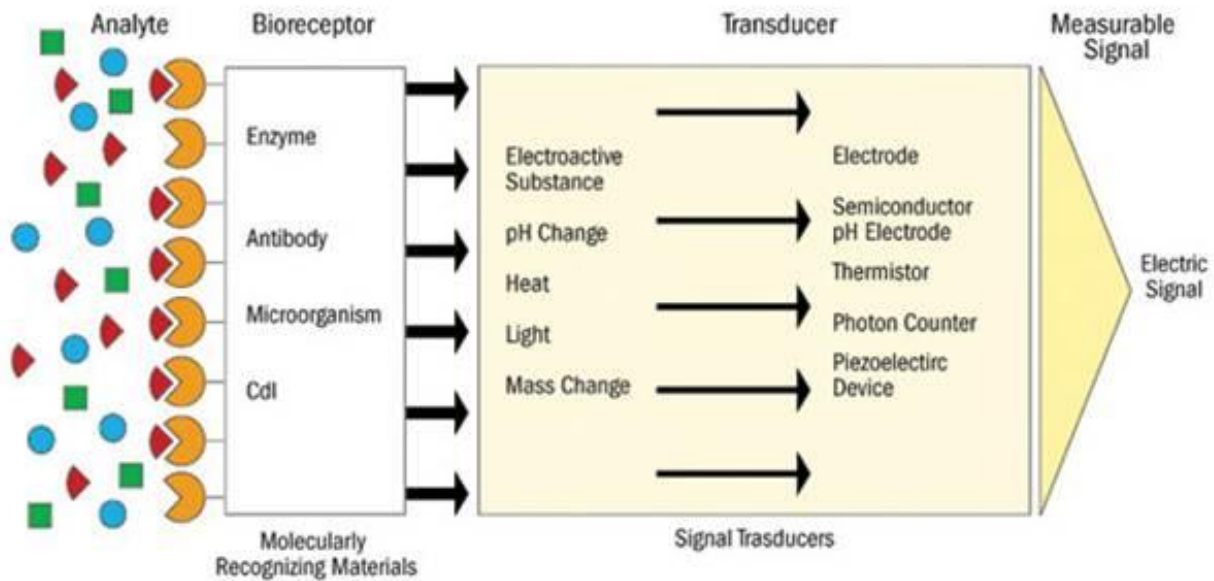 Analyte
Bioreceptor
Transducer
Measurable
Signal
Enzyme
Antibody
Microorganism
Cdl
Electroactive
Substance
pH Change
Heat
Light
Mass Change
Electrode
Semiconductor
pH Electrode
Thermistor
Photon Counter
Piezoelectirc
Device
Electric
Signal
Molecularly
Recognizing Materials
Signal Trasducers